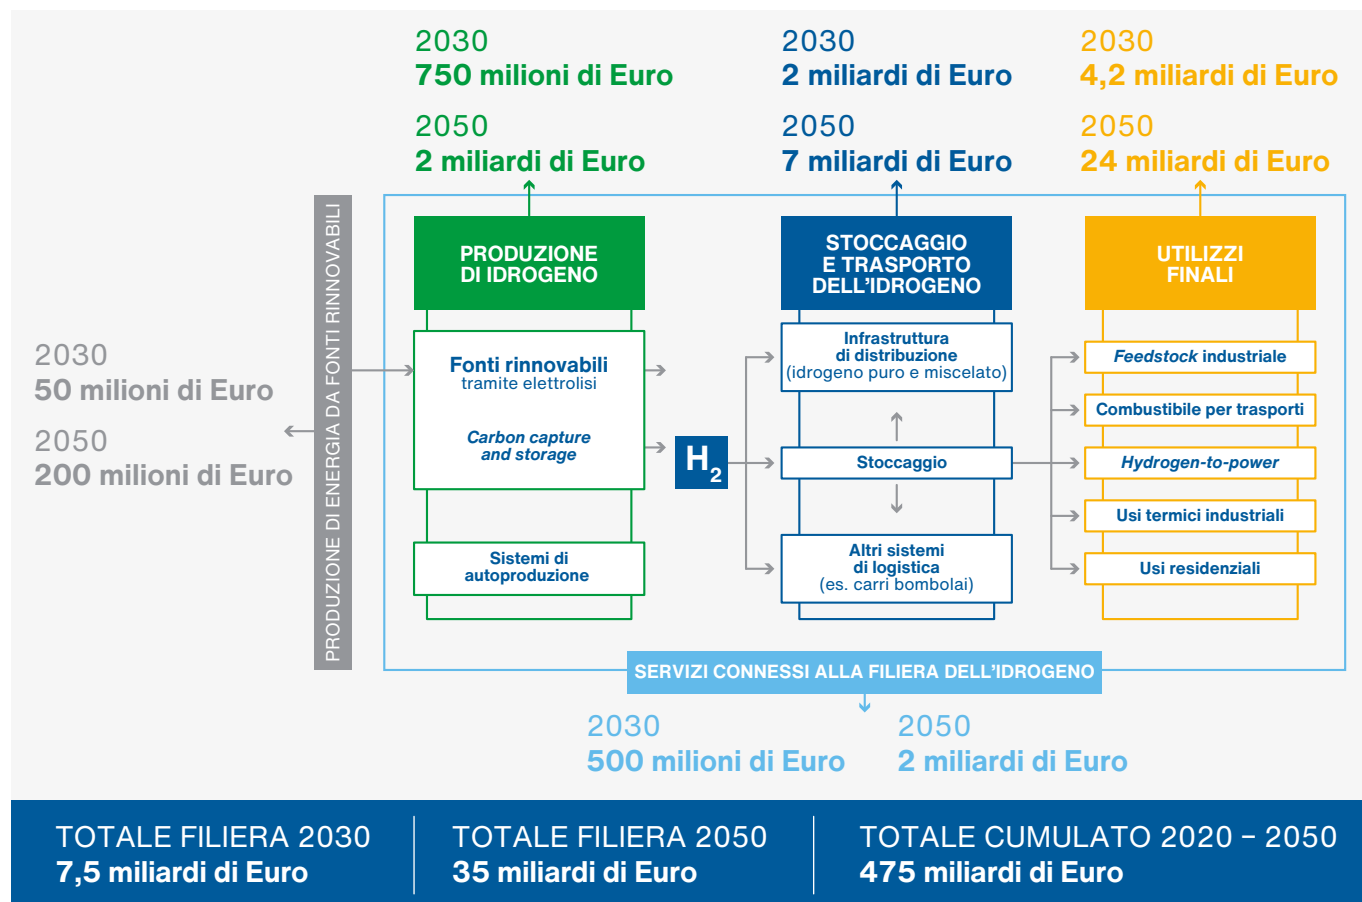 2030
750 milioni di Euro
2050
2 miliardi di Euro
2030
2 miliardi di Euro
2050
7 miliardi di Euro
2030
4,2 miliardi di Euro
2050
24 miliardi di Euro
2030
50 milioni di Euro
2050
200 milioni di Euro
PRODUZIONE DI ENERGIA DA FONTI RINNOVABILI
PRODUZIONE
DI IDROGENO
Fonti rinnovabili
tramite elettrolisi
Carbon capture
and storage
Sistemi di
autoproduzione
H2
STOCCAGGIO
E TRASPORTO
DELL’IDROGENO
Infrastruttura
di distribuzione
(idrogeno puro e miscelato)
Stoccaggio
Altri sistemi
di logistica
(es. carri bombolai)
UTILIZZI
FINALI
Feedstock industriale
Combustibile per trasporti
Hydrogen-to-power
Usi termici industriali
Usi residenziali
SERVIZI CONNESSI ALLA FILIERA DELL’IDROGENO
2030
500 milioni di Euro
2050
2 miliardi di Euro
TOTALE FILIERA 2030
7,5 miliardi di Euro
TOTALE FILIERA 2050
35 miliardi di Euro
TOTALE CUMULATO 2020 – 2050
475 miliardi di Euro